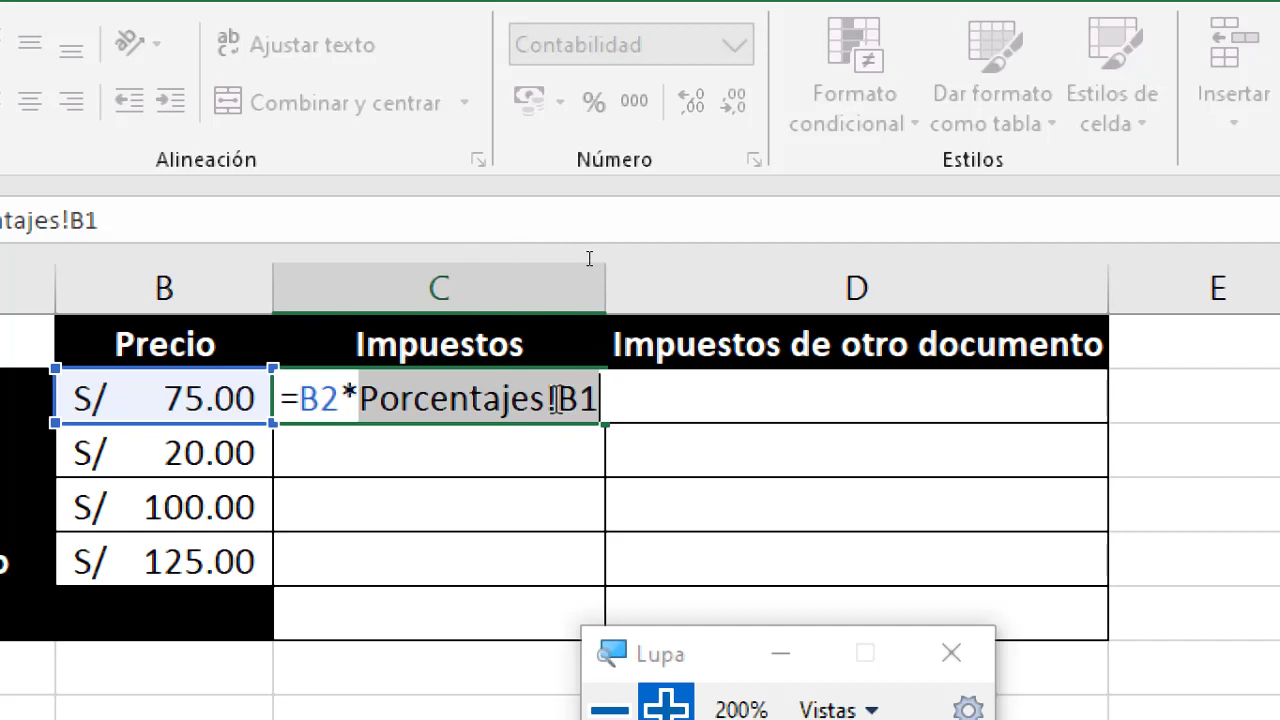 Ajustar texto
Contabilidad
Combinar y centrar
% 000
Formato condicional
Dar formato como tabla
Estilos de celda
Insertar
Alineación
Número
Estilos
ntajes!B1
B C D E
Precio Impuestos Impuestos de otro documento
S/ 75.00 =B2*Porcentajes!B1
S/ 20.00
S/ 100.00
S/ 125.00
o
Lupa
200% Vistas